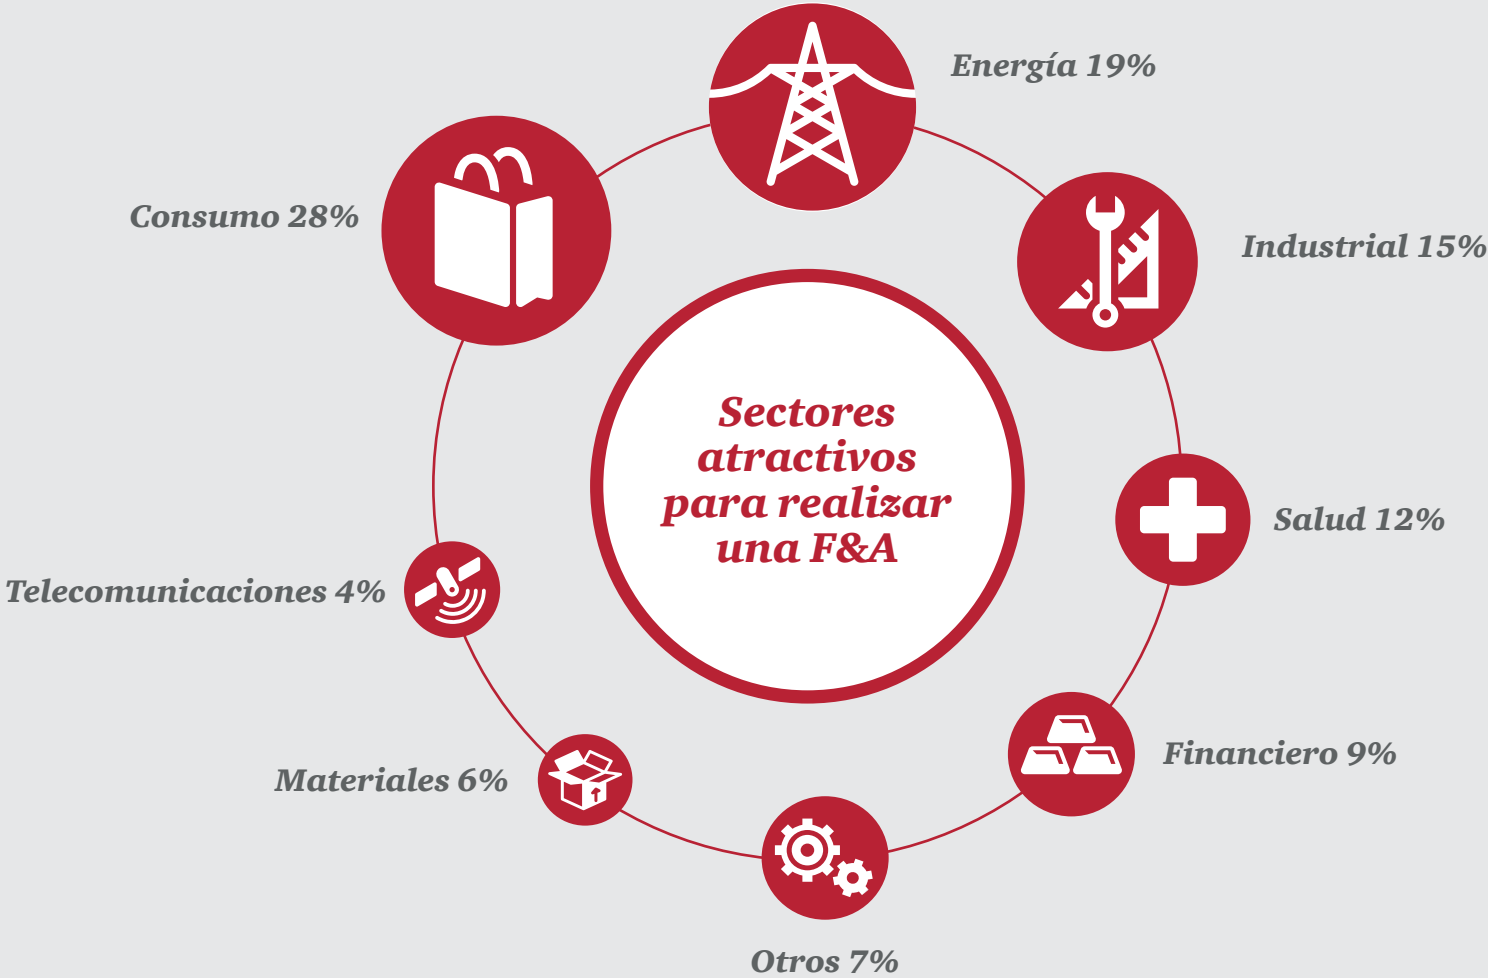 Energía 19%
Consumo 28%
Industrial 15%
Sectores
atractivos
para realizar
una F&A
Salud 12%
Telecomunicaciones 4%
Financiero 9%
Materiales 6%
Otros 7%